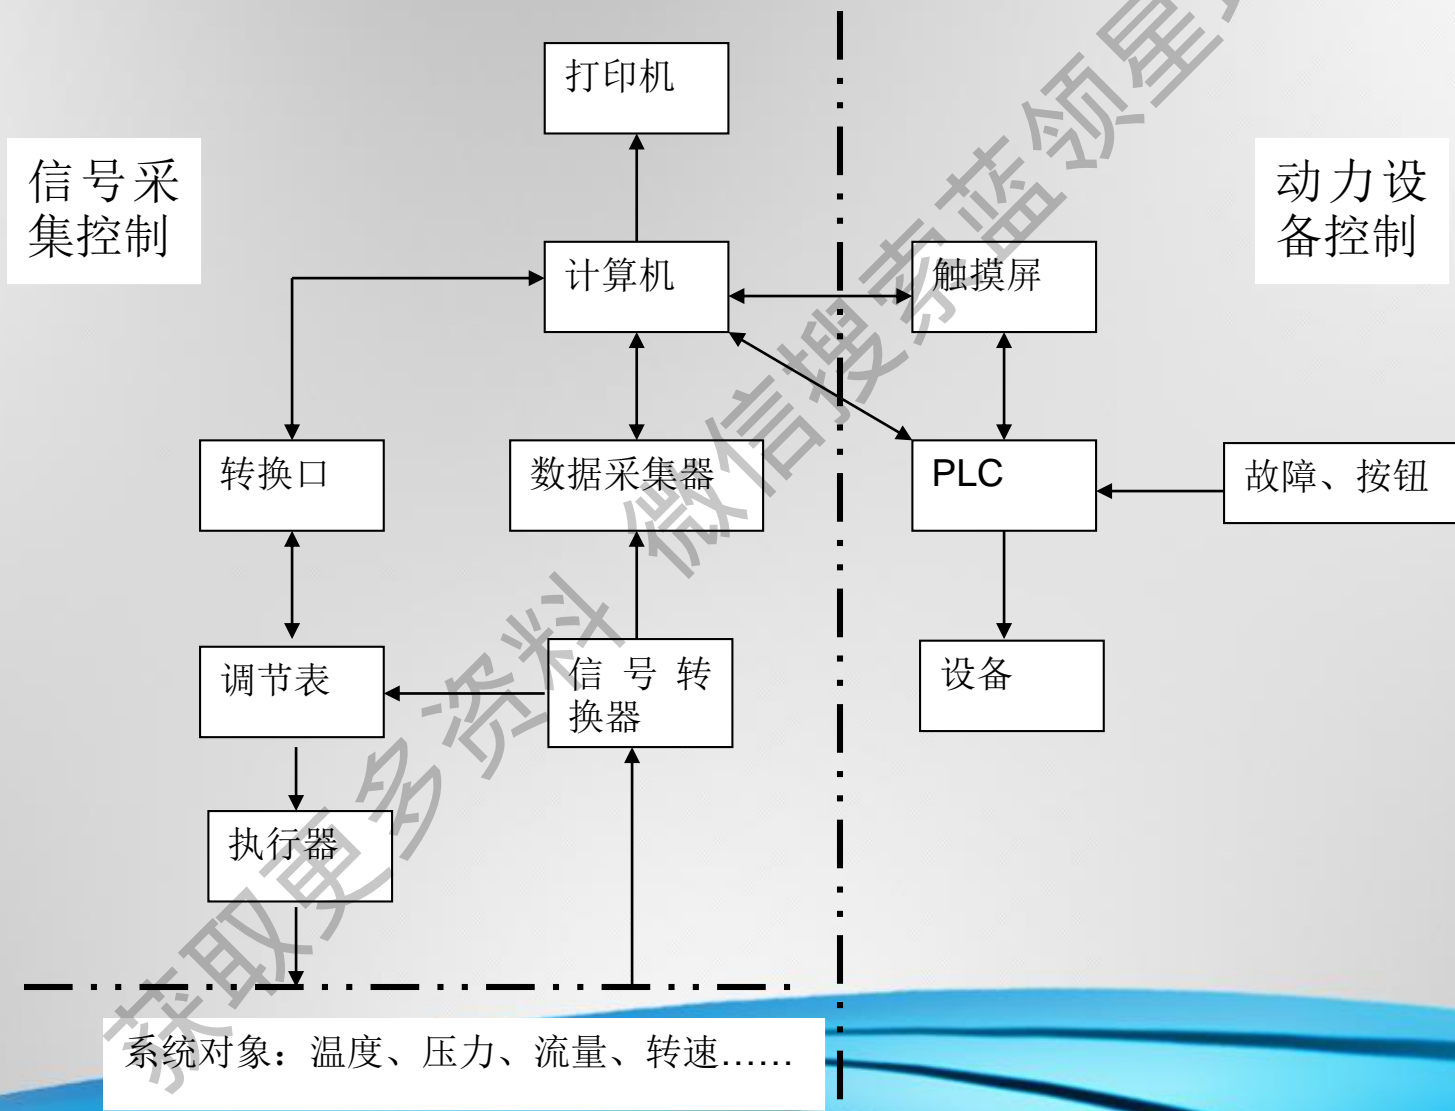 打印机
信号采
集控制
动力设
备控制
计算机
触摸屏
转换口
数据采集器
PLC
故障、按钮
调节表
信号转
换器
设备
执行器
系统对象：温度、压力、流量、转速……
获取更多资料 微信搜索蓝领星